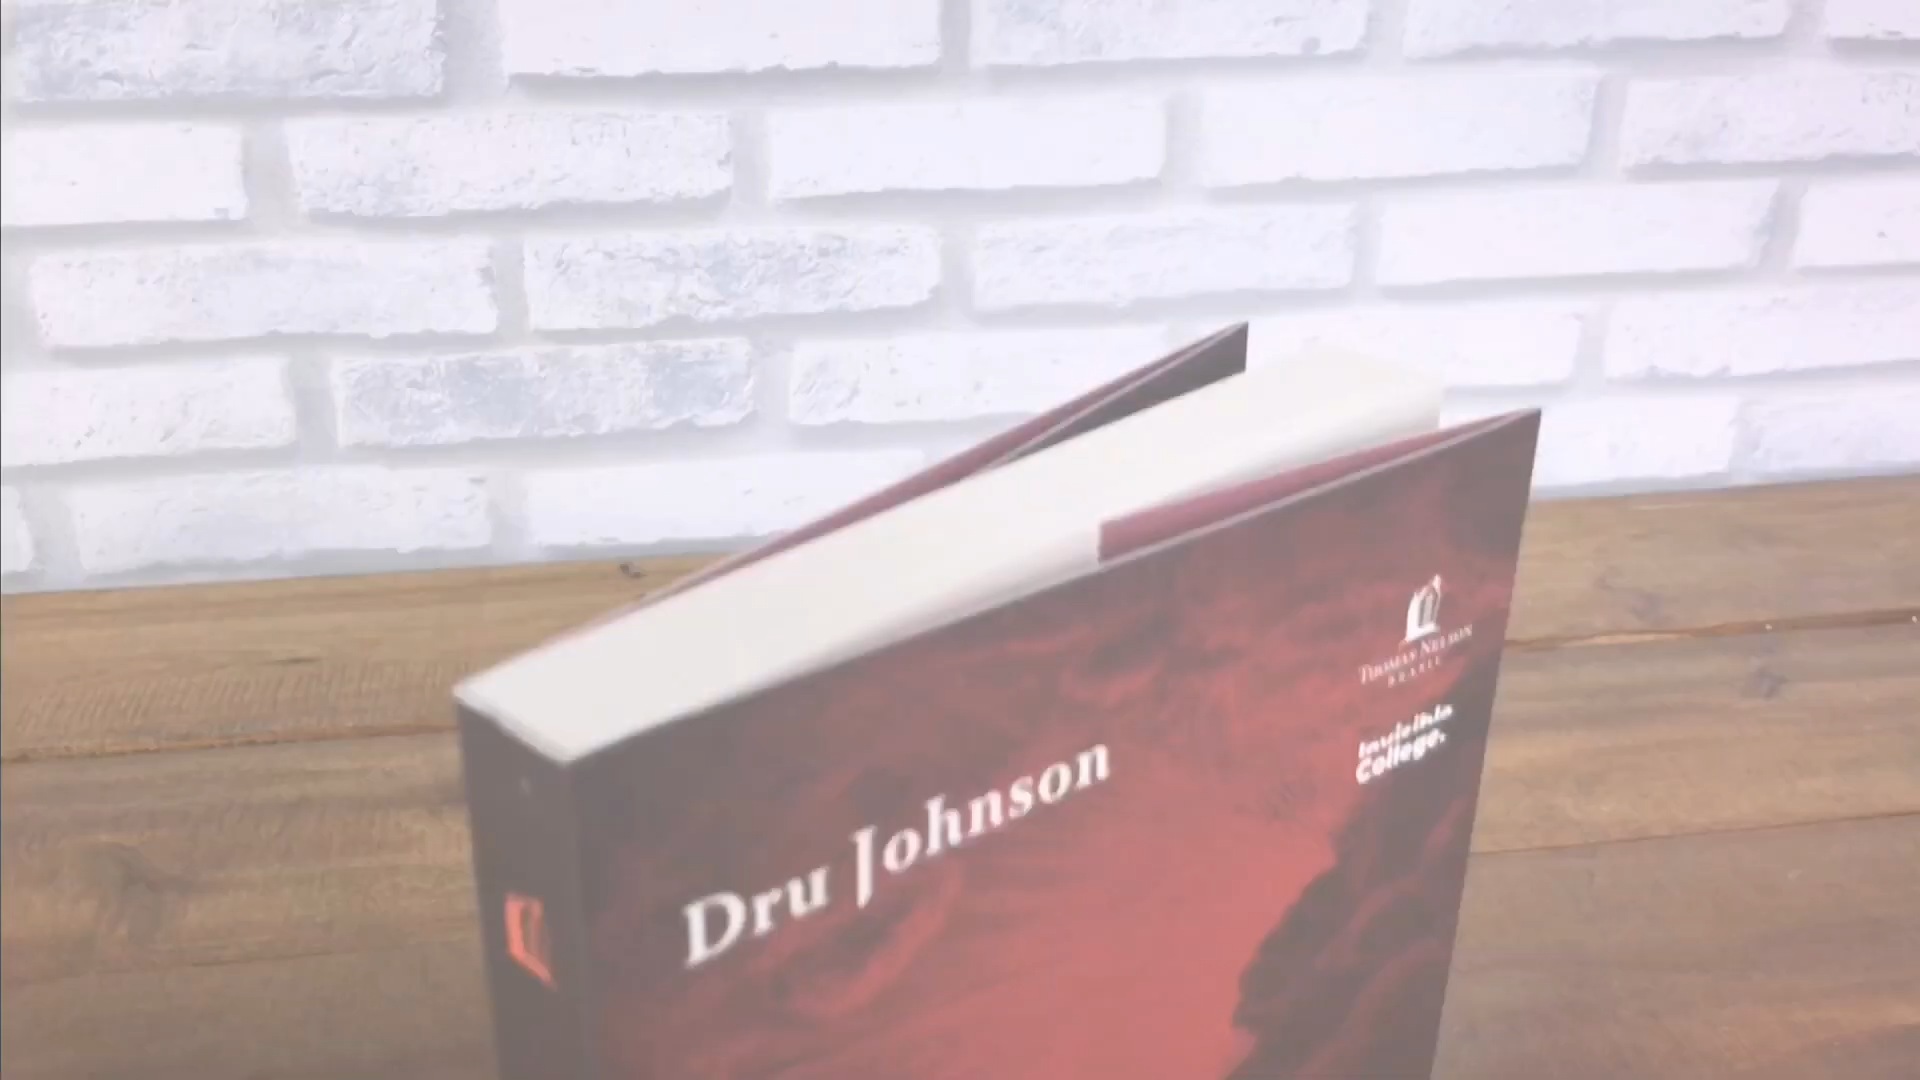 Dru Johnson
THOMAS NELSON
BRASIL
Invisible
College.